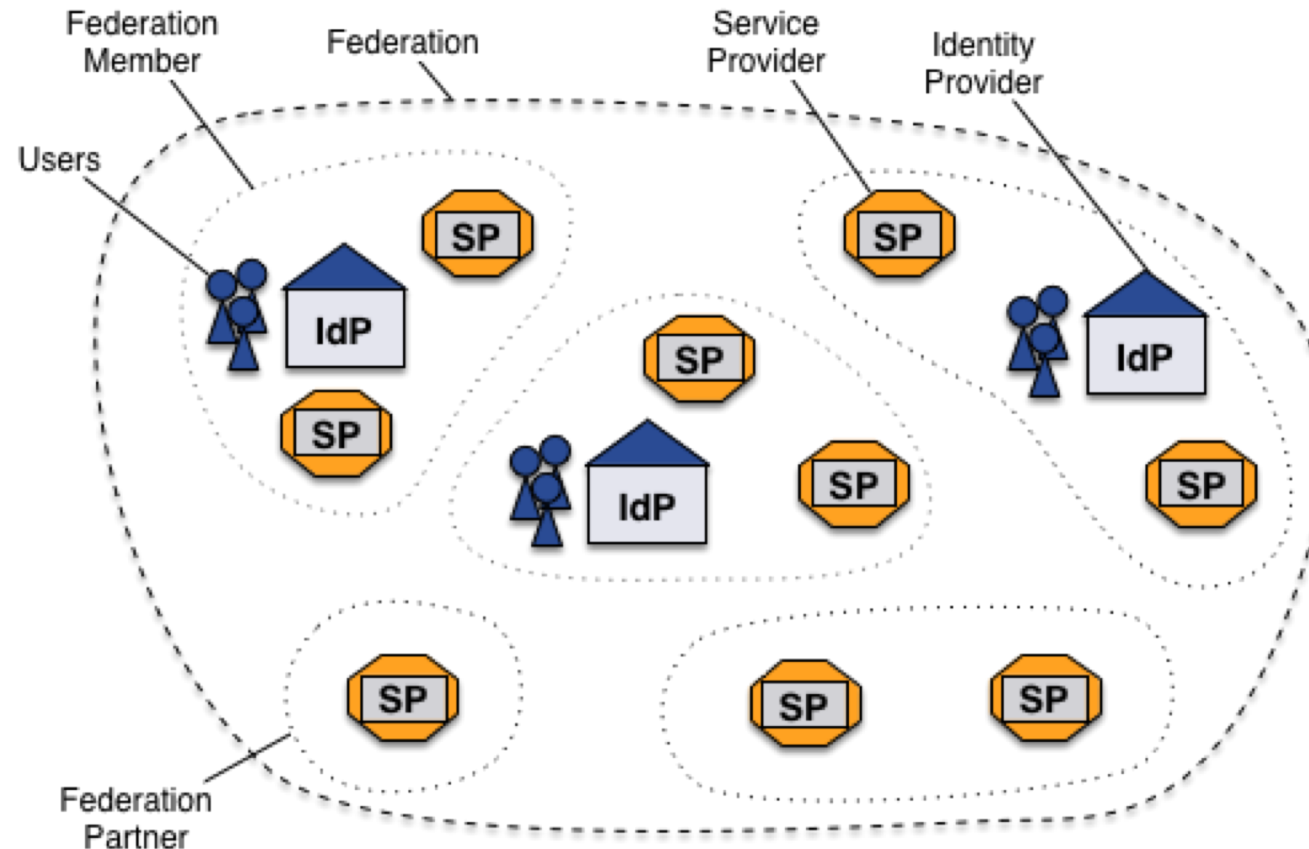 Federation
Member
Federation
Service
Provider
Identity
Provider
Users
SP
SP
IdP
IdP
SP
SP
IdP
SP
SP
SP
SP
SP
Federation
Partner